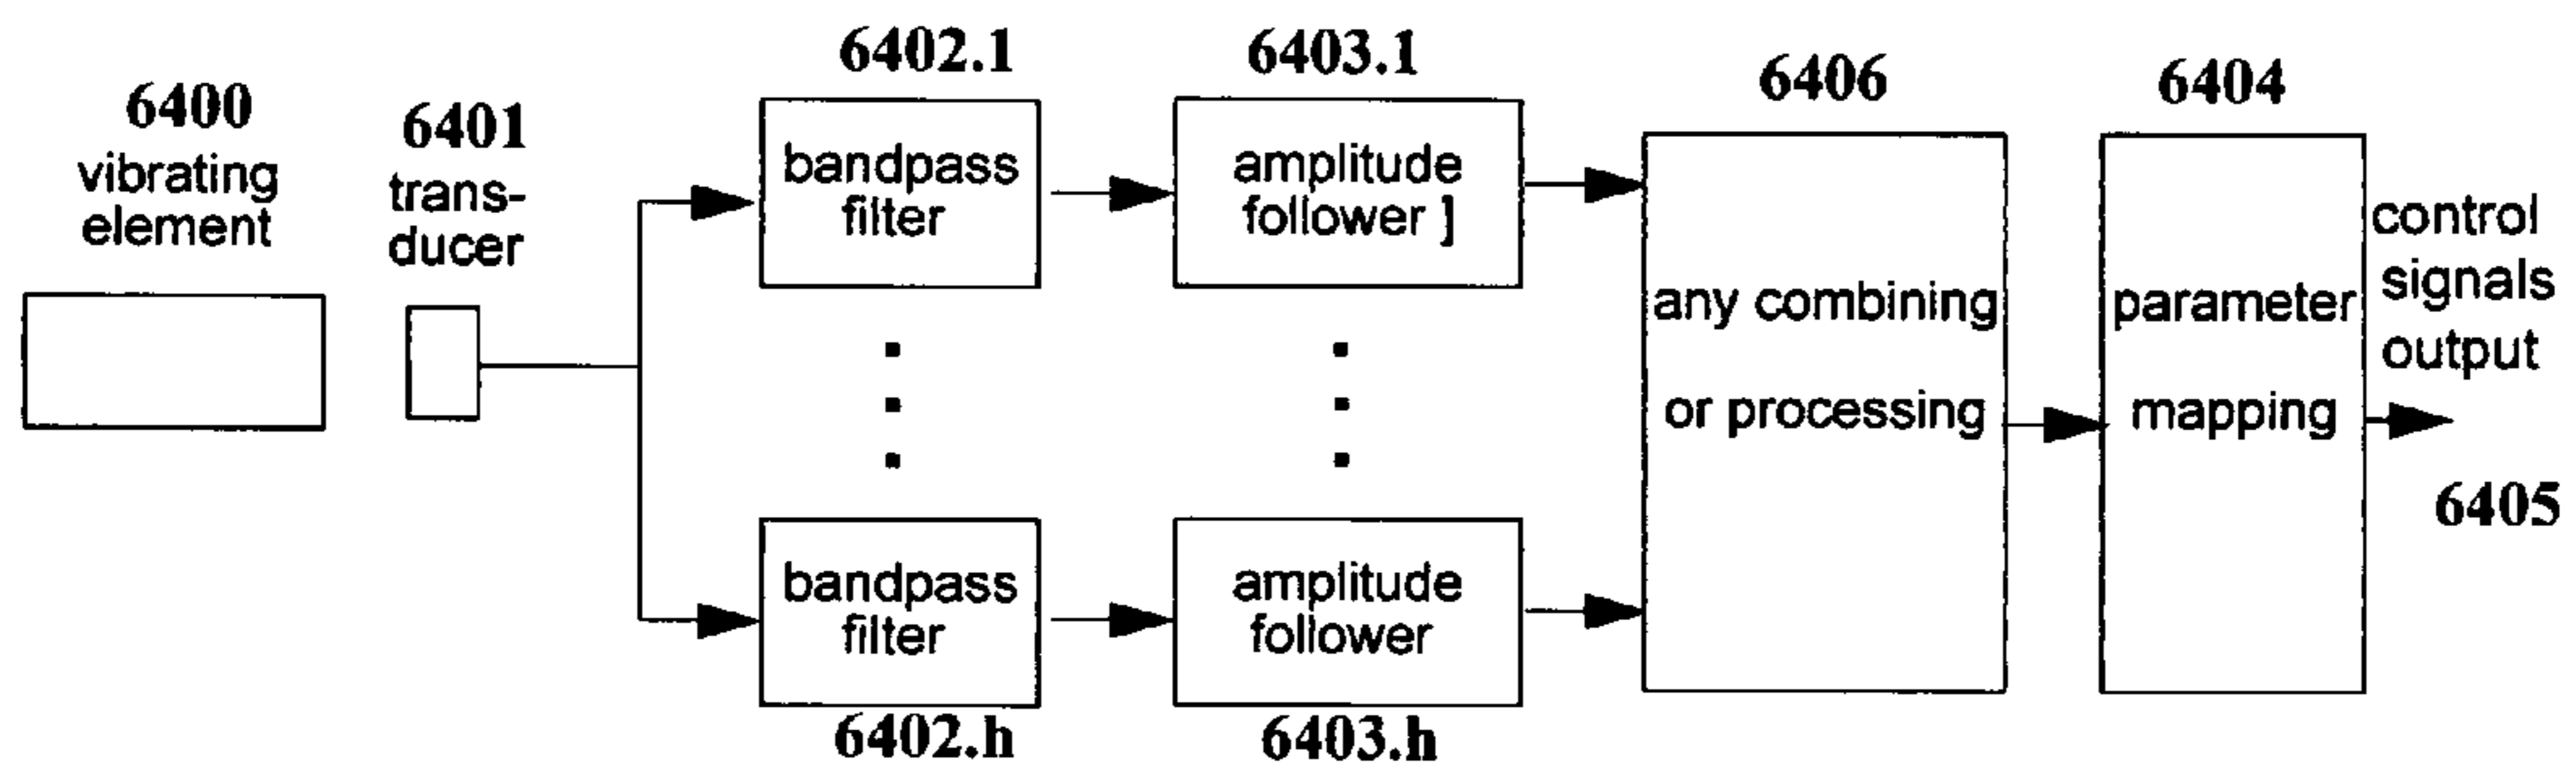 6400
vibrating
element
6401
trans-
ducer
6402.1
bandpass
filter
6403.1
amplitude
follower ]
6406
any combining
or processing
6404
parameter
mapping
control
signals
output
6405
bandpass
filter
6402.h
amplitude
follower
6403.h